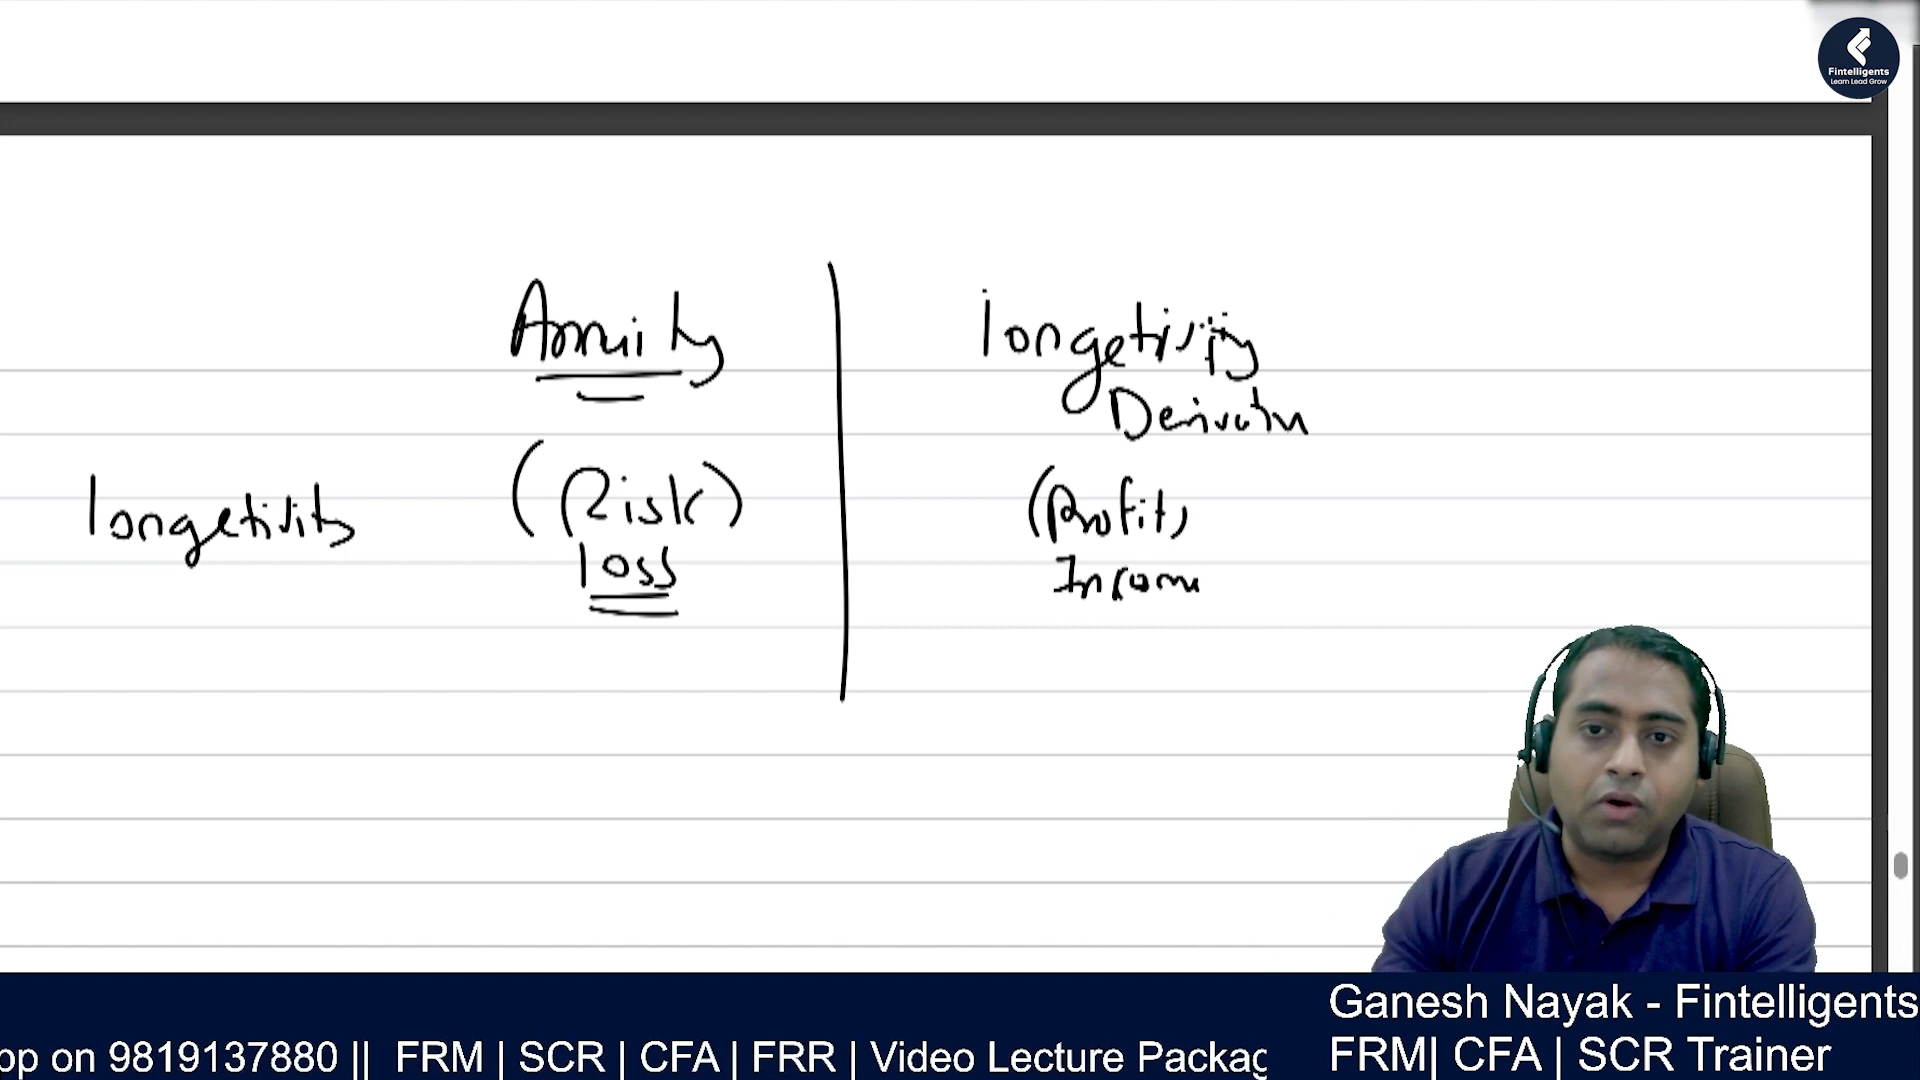 Fintelligents
Learn Lead Grow
Annuity
longetivity
Derivative
longetivity
(Risk)
loss
(Profit)
Income
Ganesh Nayak - Fintelligents
FRM| CFA | SCR Trainer
pp on 9819137880 || FRM | SCR | CFA | FRR | Video Lecture Packag